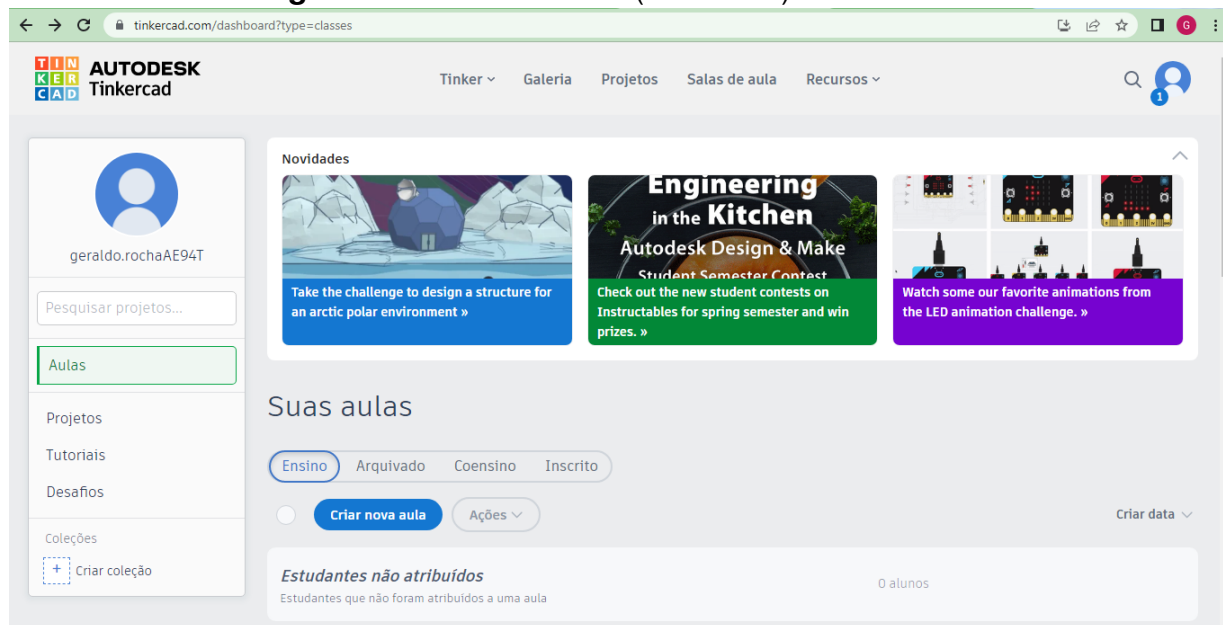 tinkercad.com/dashboard?type=classes
G
TIN
KER
CAD
AUTODESK
Tinkercad
Tinker
Galeria
Projetos
Salas de aula
Recursos
1
geraldo.rochaAE94T
Pesquisar projetos...
Aulas
Projetos
Tutoriais
Desafios
Coleções
+ Criar coleção
Novidades
Take the challenge to design a structure for
an arctic polar environment »
Engineering
in the Kitchen
Autodesk Design & Make
Student Semester Contest
Check out the new student contests on
Instructables for spring semester and win
prizes. »
Watch some our favorite animations from
the LED animation challenge. »
Suas aulas
Ensino Arquivado Coensino Inscrito
Criar nova aula Ações
Criar data
Estudantes não atribuídos
Estudantes que não foram atribuídos a uma aula
0 alunos